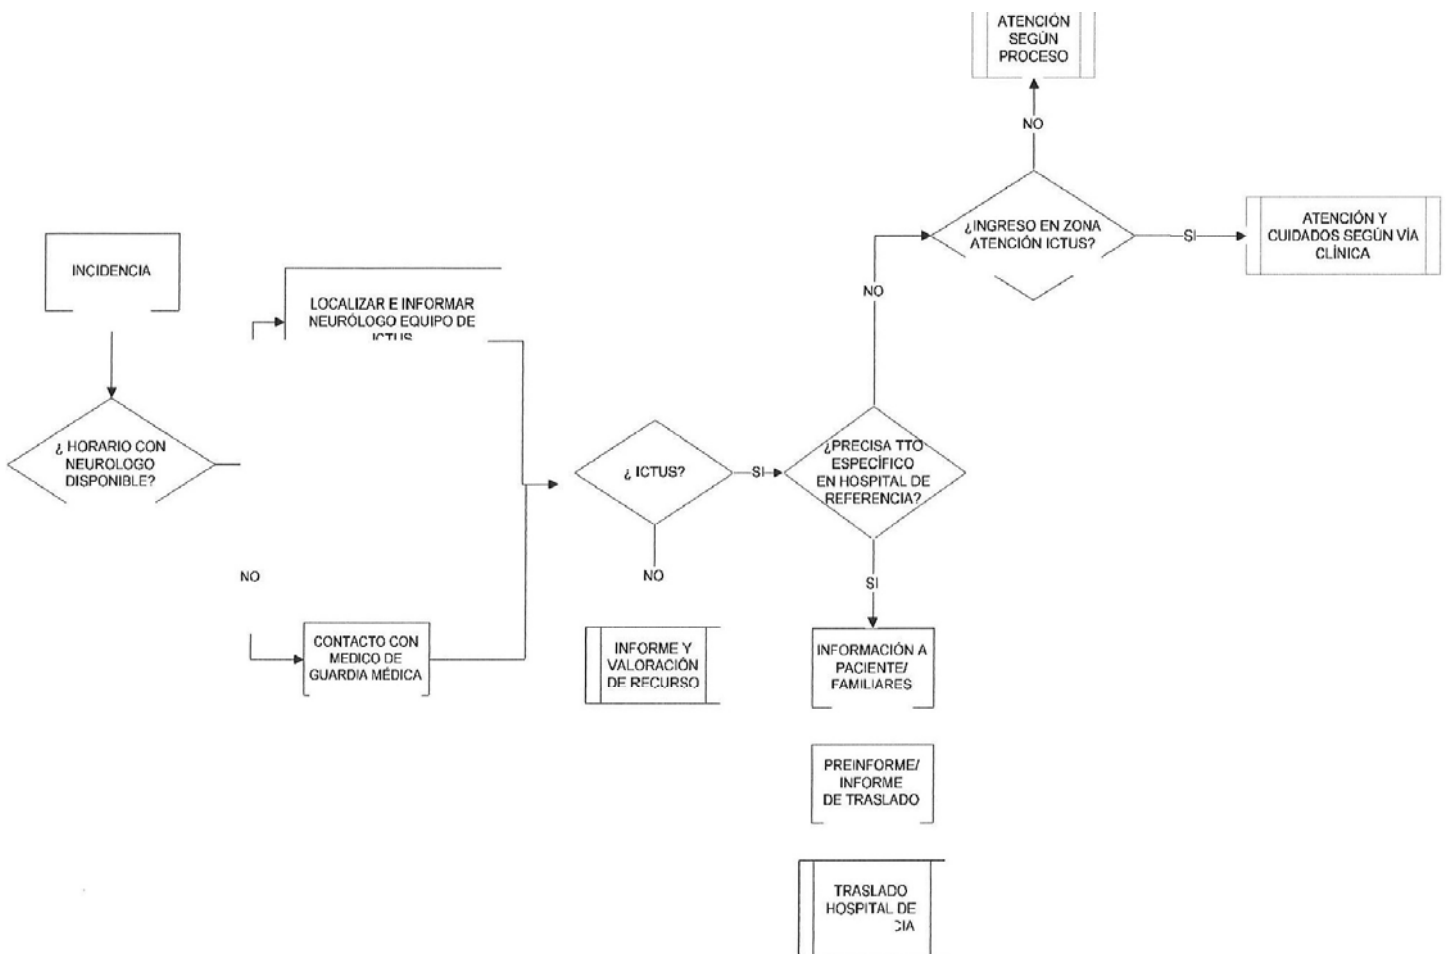 ATENCIÓN
SEGÚN
PROCESO
NO
¿INGRESO EN ZONA
ATENCIÓN ICTUS?
SI
ATENCIÓN Y
CUIDADOS SEGÚN VÍA
CLÍNICA
INCIDENCIA
LOCALIZAR E INFORMAR
NEURÓLOGO EQUIPO DE
ICTUS
NO
¿ HORARIO CON
NEUROLOGO
DISPONIBLE?
¿ ICTUS?
SI
¿PRECISA TTO
ESPECÍFICO
EN HOSPITAL DE
REFERENCIA?
NO
NO
SI
CONTACTO CON
MEDICO DE
GUARDIA MÉDICA
INFORME Y
VALORACIÓN
DE RECURSO
INFORMACIÓN A
PACIENTE/
FAMILIARES
PREINFORME/
INFORME
DE TRASLADO
TRASLADO
HOSPITAL DE